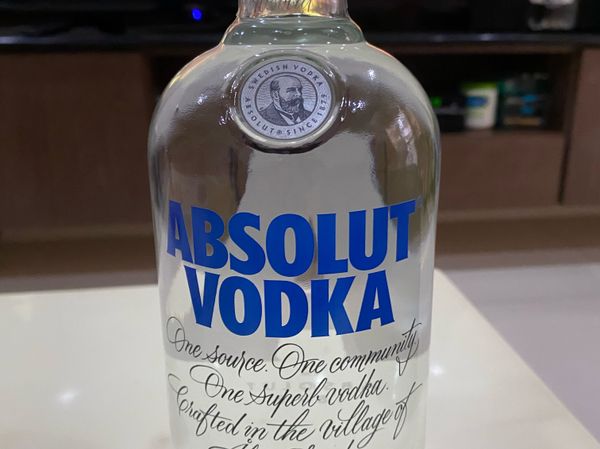 SWEDISH VODKA
ABSOLUT® SINCE 1879
ABSOLUT
VODKA
One source. One community.
One superb vodka.
Crafted in the village of